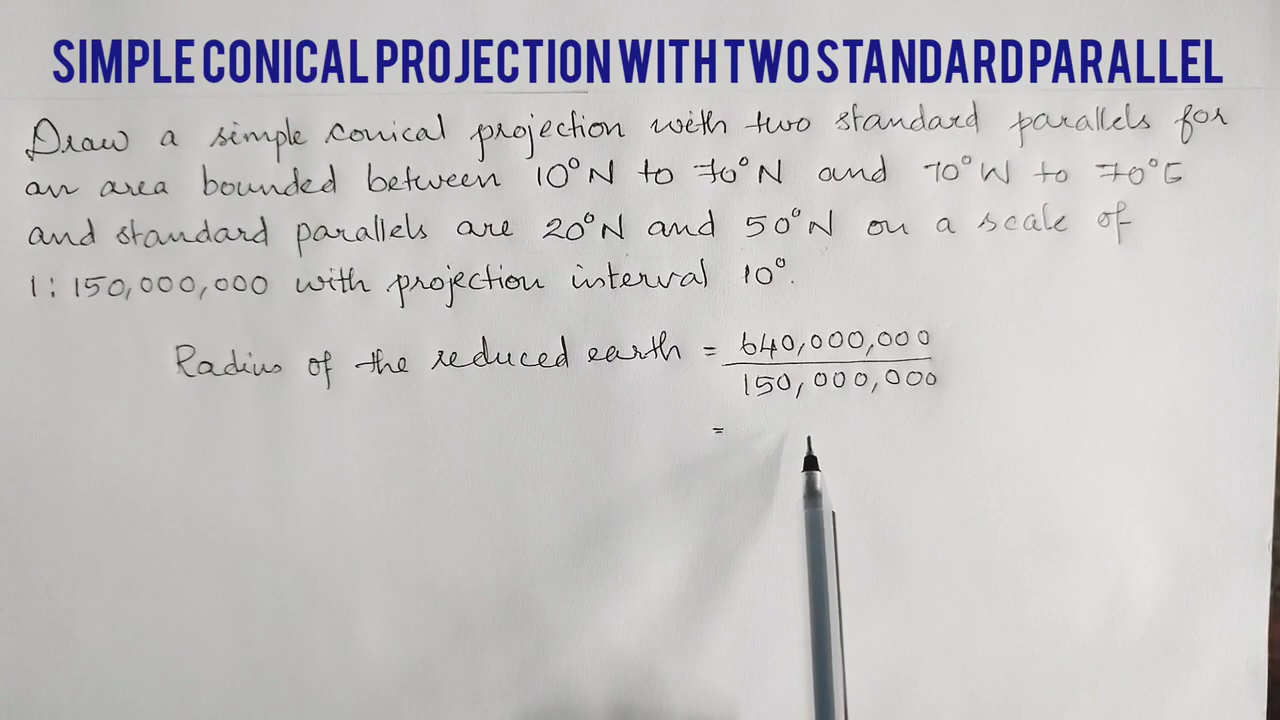 SIMPLE CONICAL PROJECTION WITH TWO STANDARD PARALLEL
Draw a simple conical projection with two standard parallels for
an area bounded between 10°N to 70°N and 70°W to 70°E
and standard parallels are 20°N and 50°N on a scale of
1:150,000,000 with projection interval 10°.
Radius of the reduced earth = 640,000,000
150,000,000
=